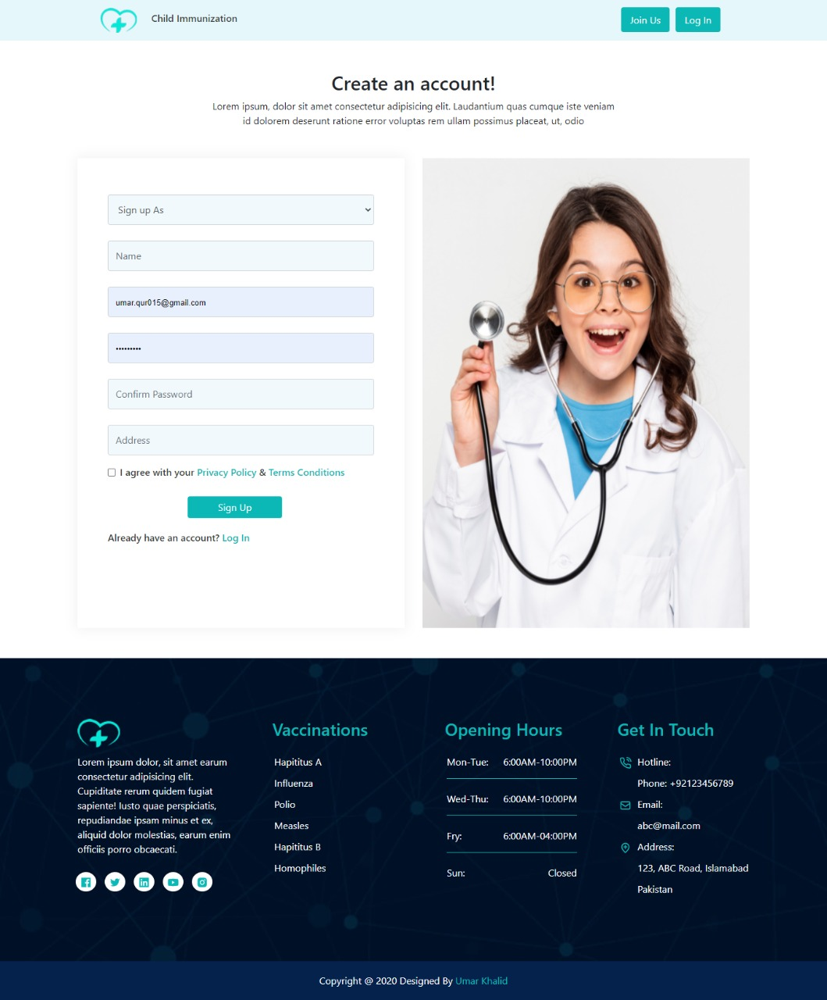 Child Immunization
Join Us
Log In
Create an account!
Lorem ipsum, dolor sit amet consectetur adipisicing elit. Laudantium quas cumque iste veniam
id dolorem deserunt ratione error voluptas rem ullam possimus placeat, ut, odio
Sign up As
Name
umar.qur015@gmail.com
•••••••••
Confirm Password
Address
I agree with your Privacy Policy & Terms Conditions
Sign Up
Already have an account? Log In
Lorem ipsum dolor, sit amet earum
consectetur adipisicing elit.
Cupiditate rerum quidem fugiat
sapiente! Iusto quae perspiciatis,
repudiandae ipsam minus et ex,
aliquid dolor molestias, earum enim
officiis porro obcaecati.
Vaccinations
Hapititus A
Influenza
Polio
Measles
Hapititus B
Homophiles
Opening Hours
Mon-Tue: 6:00AM-10:00PM
Wed-Thu: 6:00AM-10:00PM
Fry: 6:00AM-04:00PM
Sun: Closed
Get In Touch
Hotline:
Phone: +92123456789
Email:
abc@mail.com
Address:
123, ABC Road, Islamabad
Pakistan
Copyright @ 2020 Designed By Umar Khalid